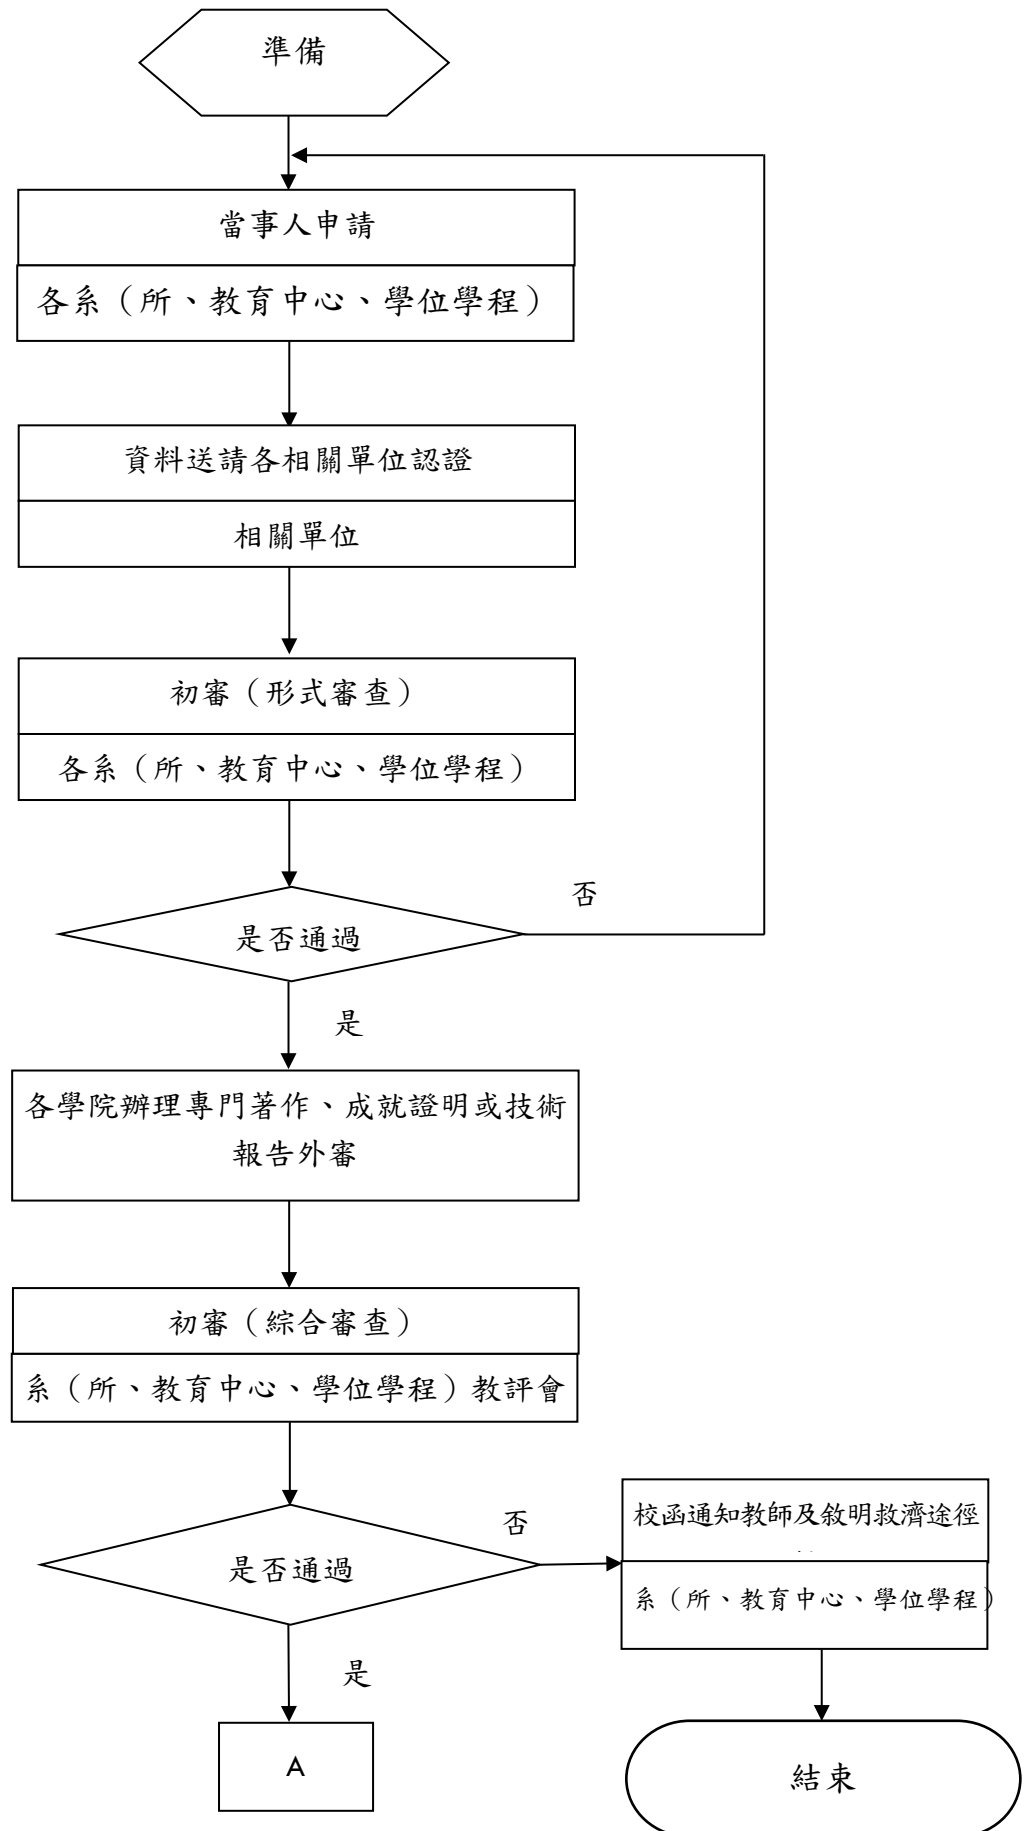 準備
當事人申請
各系（所、教育中心、學位學程）
資料送請各相關單位認證
相關單位
初審（形式審查）
各系（所、教育中心、學位學程）
否
是否通過
是
各學院辦理專門著作、成就證明或技術
報告外審
初審（綜合審查）
系（所、教育中心、學位學程）教評會
否
校函通知教師及敘明救濟途徑
是否通過
系（所、教育中心、學位學程）
是
A
結束